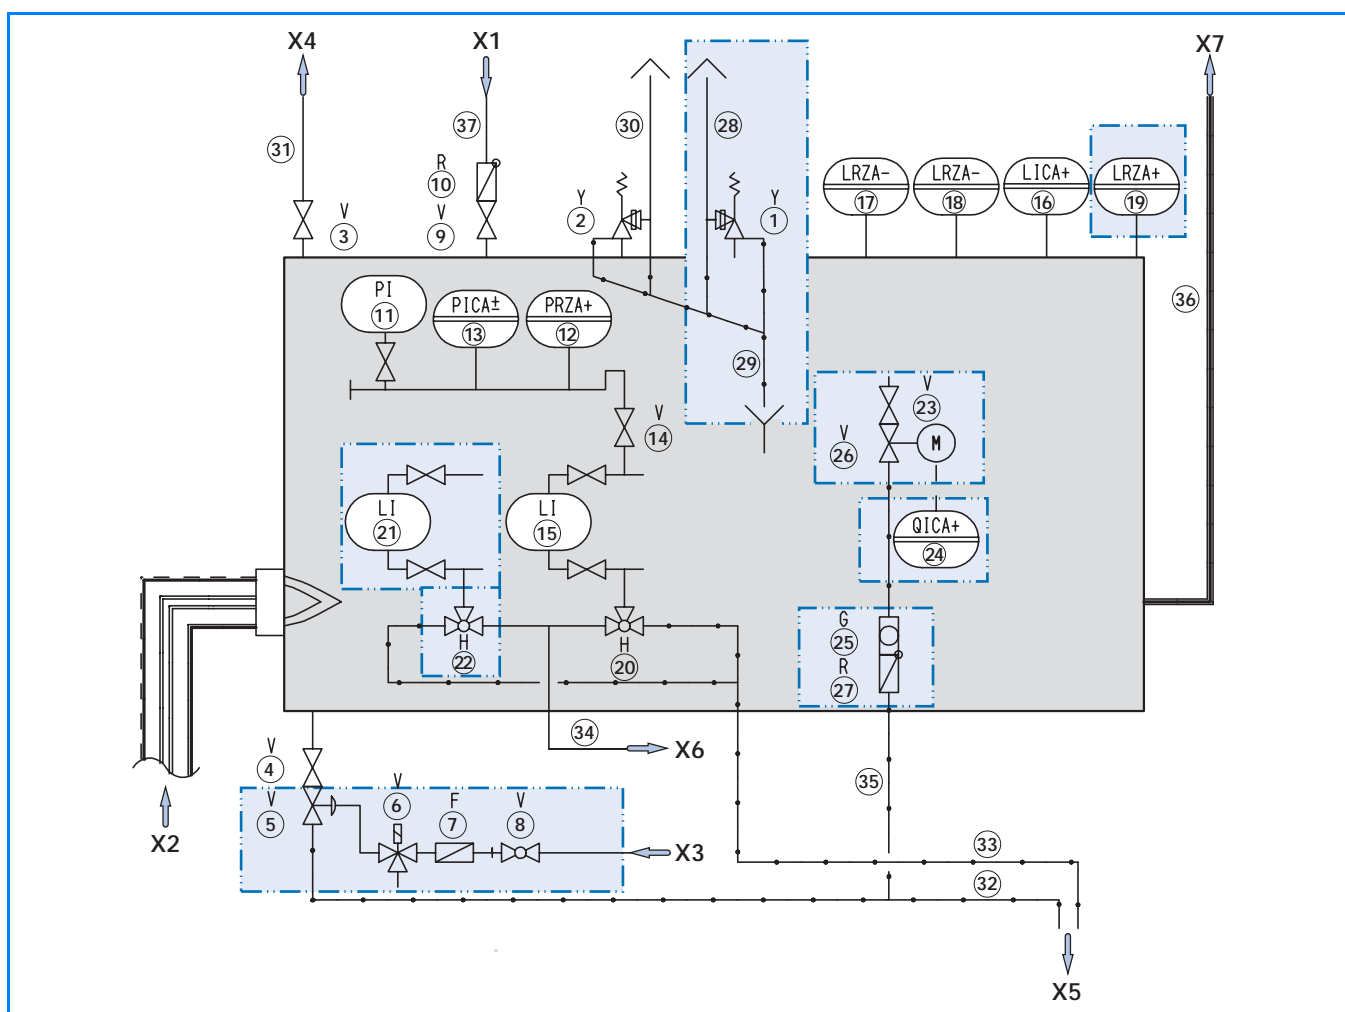 X4
X1
X7
31
37
30
28
R
10
LRZA-
17
LRZA-
18
LICA+
16
LRZA+
19
V
3
V
9
Y
2
Y
1
36
PI
11
PICA±
13
PRZA+
12
29
V
14
V
23
V
26
M
LI
21
LI
15
QICA+
24
H
22
H
20
G
25
R
27
34
X6
V
4
V
5
V
6
F
7
V
8
35
X2
X3
33
32
X5